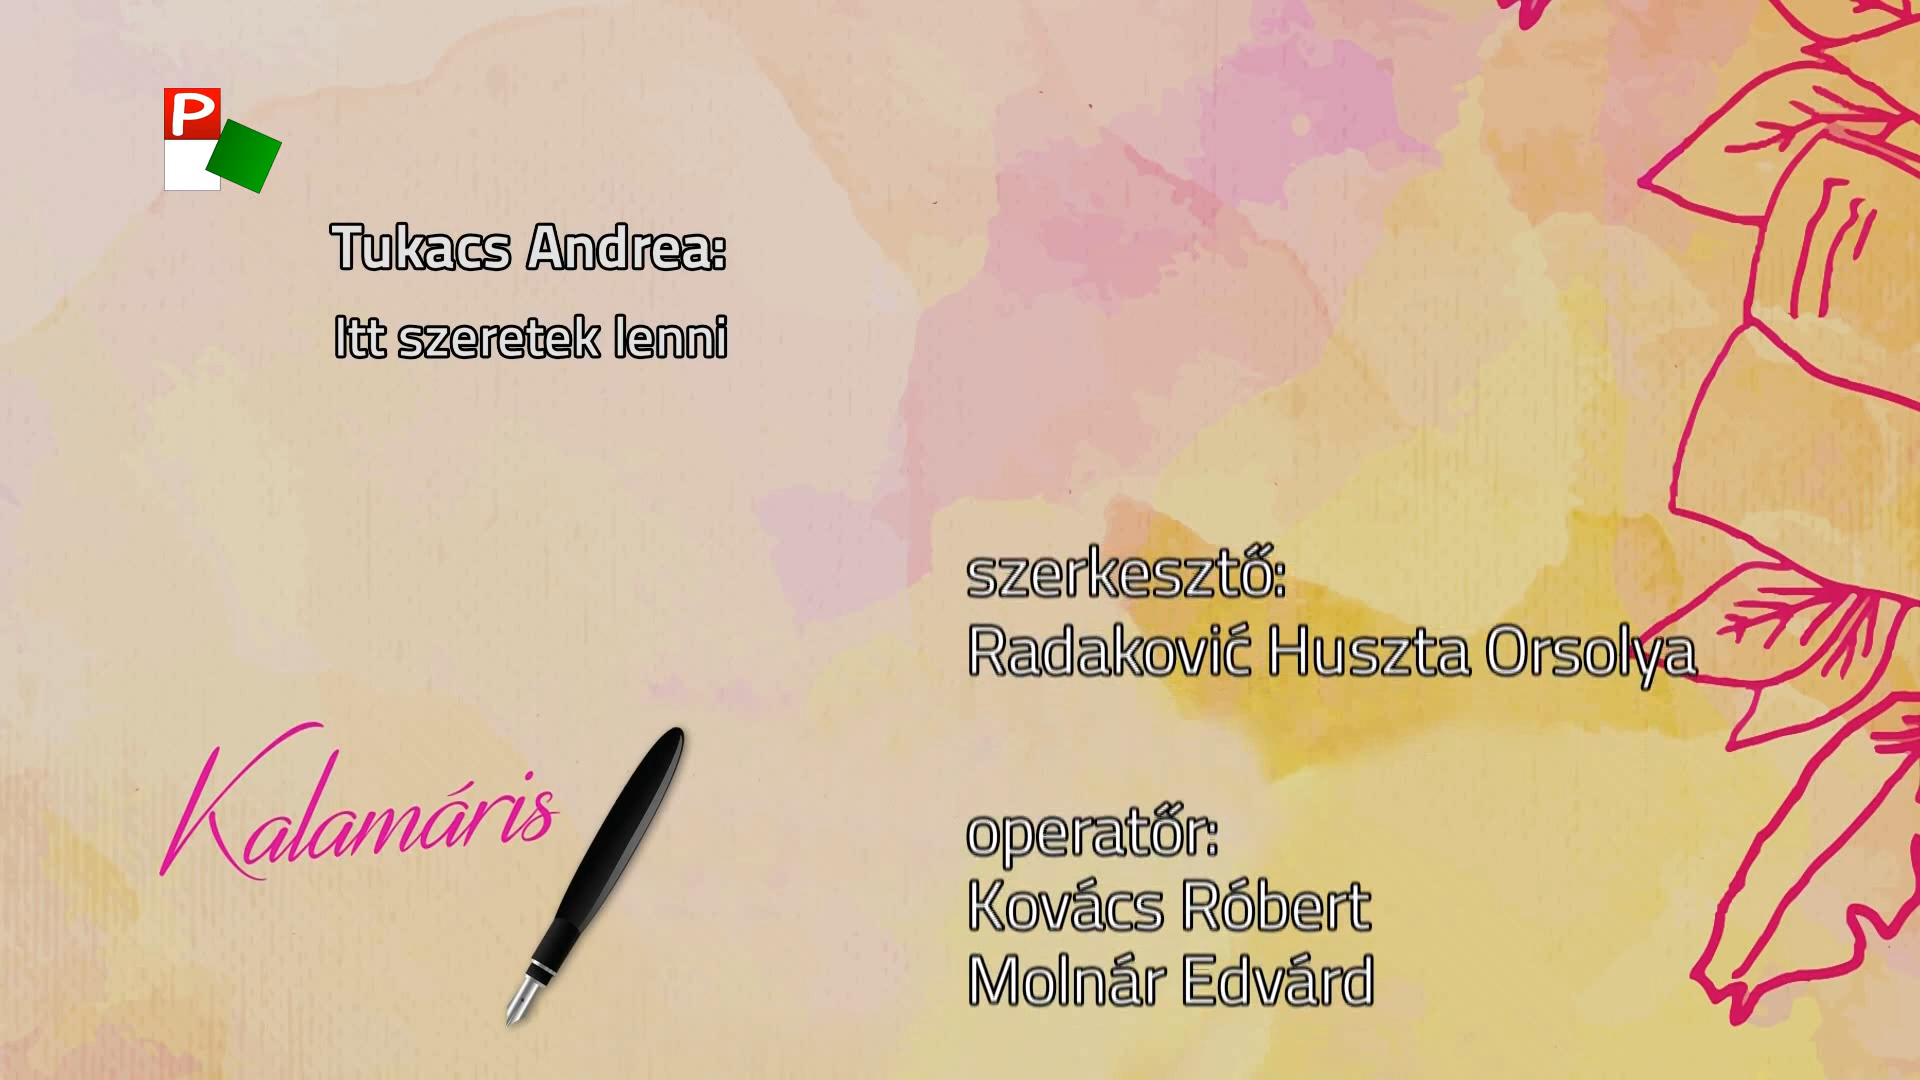 P
Tukacs Andrea:
Itt szeretek lenni
szerkesztő:
Radaković Huszta Orsolya
Kalamáris
operatőr:
Kovács Róbert
Molnár Edvárd